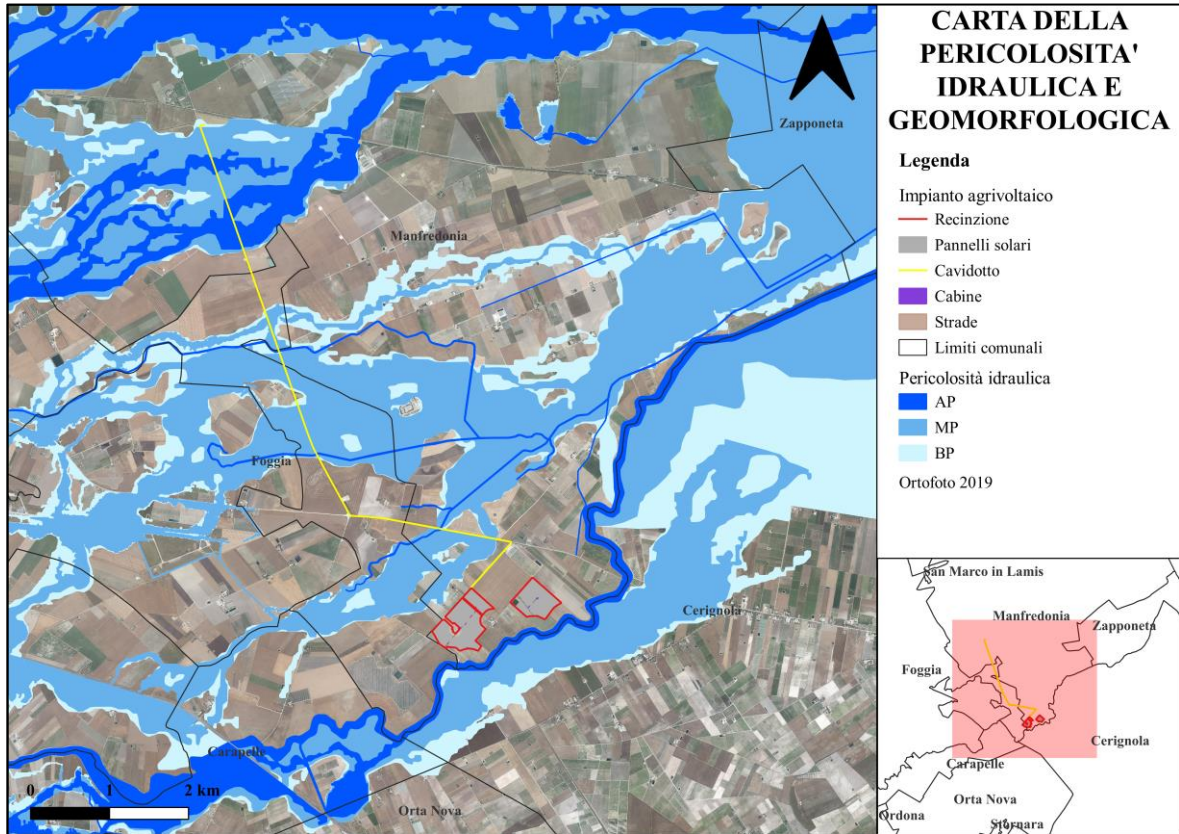 CARTA DELLA
PERICOLOSITA'
IDRAULICA E
GEOMORFOLOGICA
Legenda
Impianto agrivoltaico
Recinzione
Pannelli solari
Cavidotto
Cabine
Strade
Limiti comunali
Pericolosità idraulica
AP
MP
BP
Ortofoto 2019
Zapponeta
Manfredonia
Foggia
Cerignola
Carapelle
Orta Nova
0 1 2 km
San Marco in Lamis
Manfredonia
Zapponeta
Foggia
Cerignola
Carapelle
Orta Nova
Ordona
Stornara